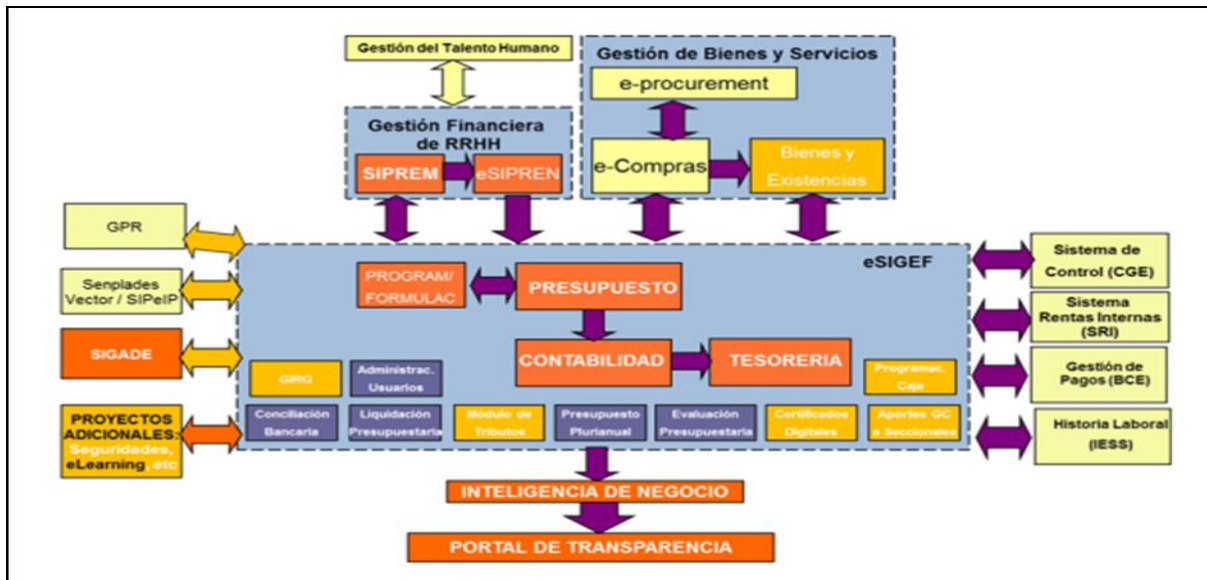 Gestión del Talento Humano
Gestión de Bienes y Servicios
e-procurement
Gestión Financiera
de RRHH
SIPREM
eSIPREN
e-Compras
Bienes y
Existencias
GPR
Senplades
Vector / SIPeIP
SIGADE
PROYECTOS
ADICIONALES:
Seguridades,
eLearning, etc
eSIGEF
PROGRAM/
FORMULAC
PRESUPUESTO
CONTABILIDAD
TESORERIA
GIRG
Administrac.
Usuarios
Programac.
Caja
Conciliación
Bancaria
Liquidación
Presupuestaria
Módulo de
Tributos
Presupuesto
Plurianual
Evaluación
Presupuestaria
Certificados
Digitales
Aportes GC
a Seccionales
Sistema de
Control (CGE)
Sistema
Rentas Internas
(SRI)
Gestión de
Pagos (BCE)
Historia Laboral
(IESS)
INTELIGENCIA DE NEGOCIO
PORTAL DE TRANSPARENCIA